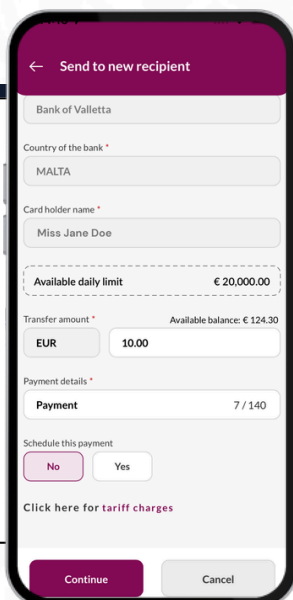 ← Send to new recipient
Bank of Valletta
Country of the bank *
MALTA
Card holder name *
Miss Jane Doe
Available daily limit € 20,000.00
Transfer amount * Available balance: € 124.30
EUR 10.00
Payment details *
Payment 7 / 140
Schedule this payment
No Yes
Click here for tariff charges
Continue Cancel